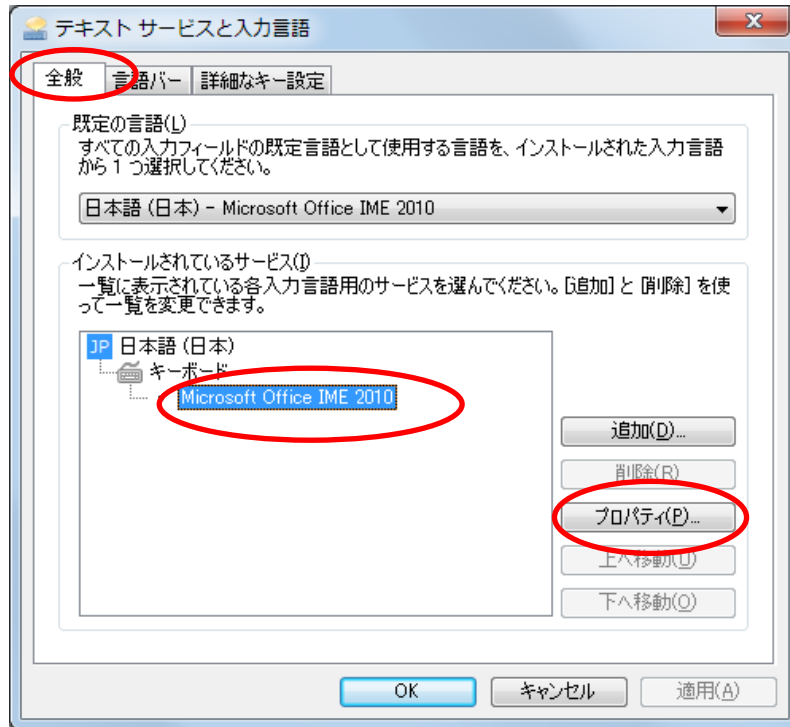 テキスト サービスと入力言語
全般
言語バー
詳細なキー設定
既定の言語(L)
すべての入力フィールドの既定言語として使用する言語を、インストールされた入力言語
から 1 つ選択してください。
日本語 (日本) - Microsoft Office IME 2010
インストールされているサービス(I)
一覧に表示されている各入力言語用のサービスを選んでください。[追加] と [削除] を使
って一覧を変更できます。
JP 日本語 (日本)
キーボード
Microsoft Office IME 2010
追加(D)...
削除(R)
プロパティ(P)...
上へ移動(U)
下へ移動(O)
OK
キャンセル
適用(A)